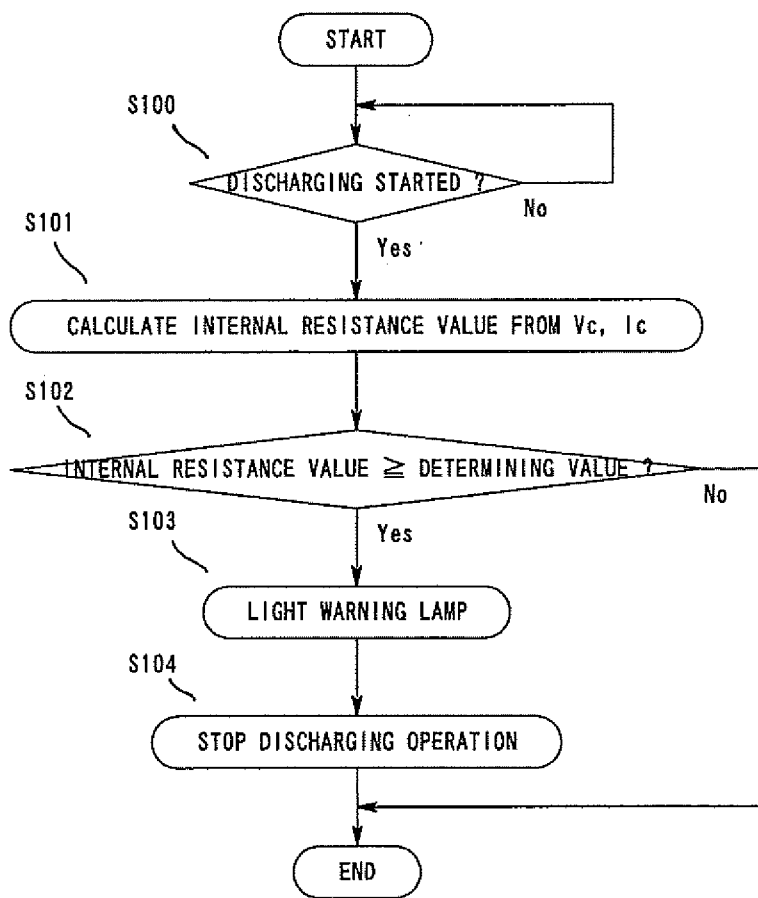 START
S100
DISCHARGING STARTED ?
No
Yes
S101
CALCULATE INTERNAL RESISTANCE VALUE FROM Vc, Ic
S102
INTERNAL RESISTANCE VALUE ≧ DETERMINING VALUE ?
No
Yes
S103
LIGHT WARNING LAMP
S104
STOP DISCHARGING OPERATION
END